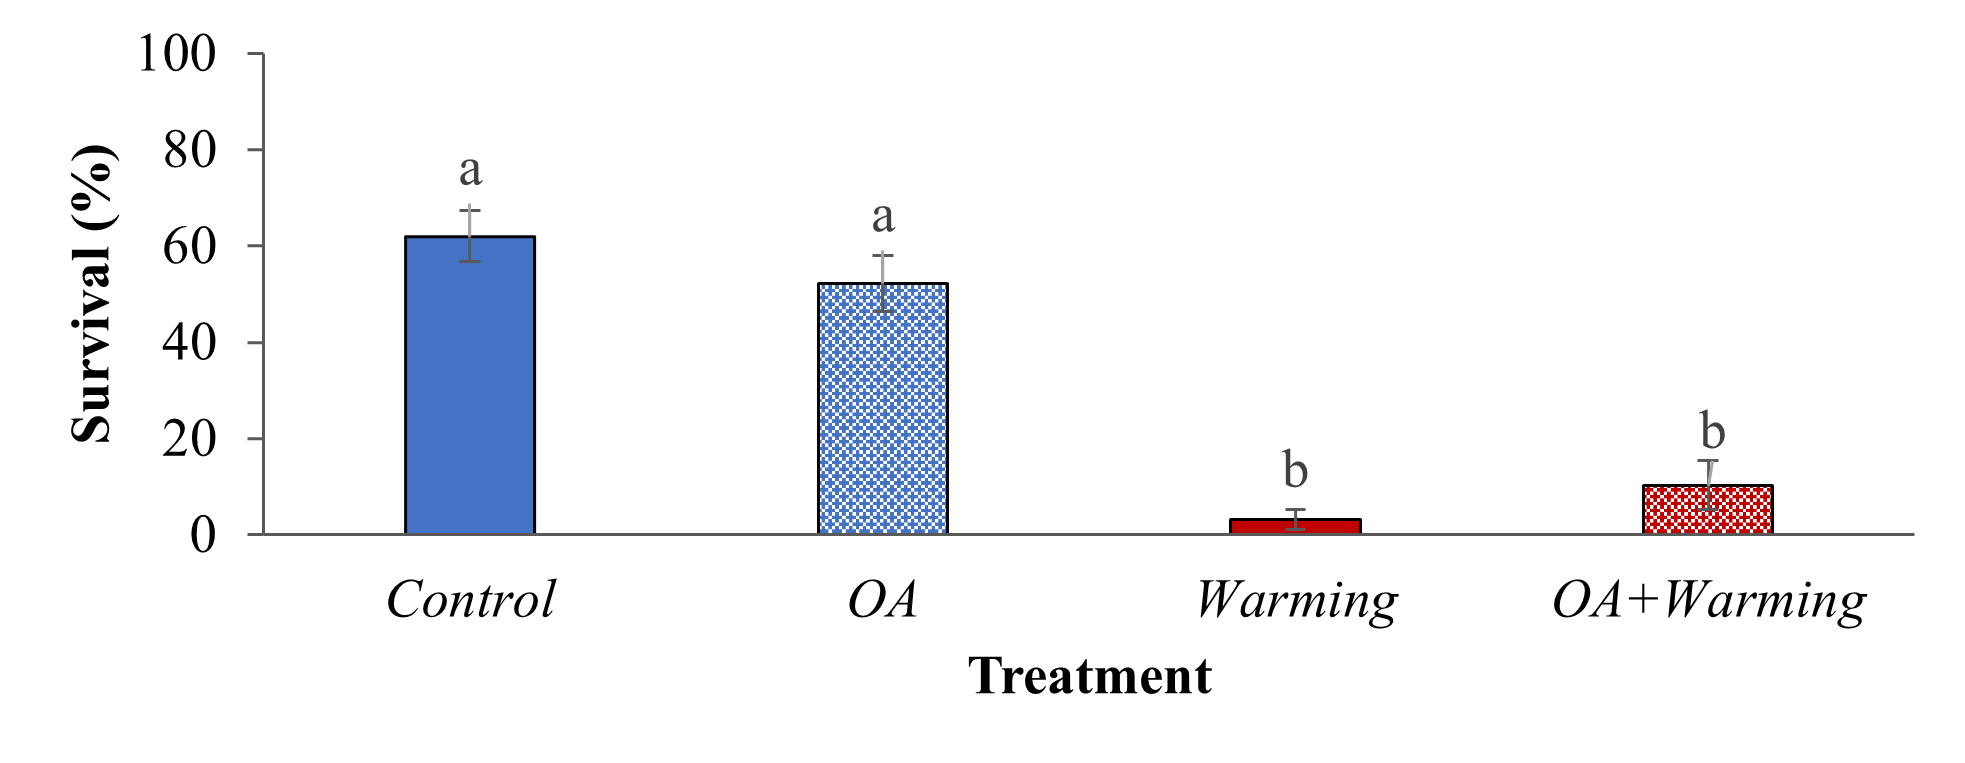 100
80
60
40
20
0
Survival (%)
a
a
b
b
Control
OA
Warming
OA+Warming
Treatment